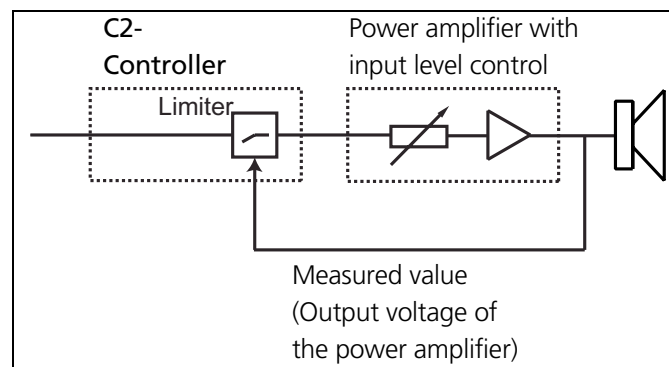 C2-
Controller
Power amplifier with
input level control
Limiter
Measured value
(Output voltage of
the power amplifier)